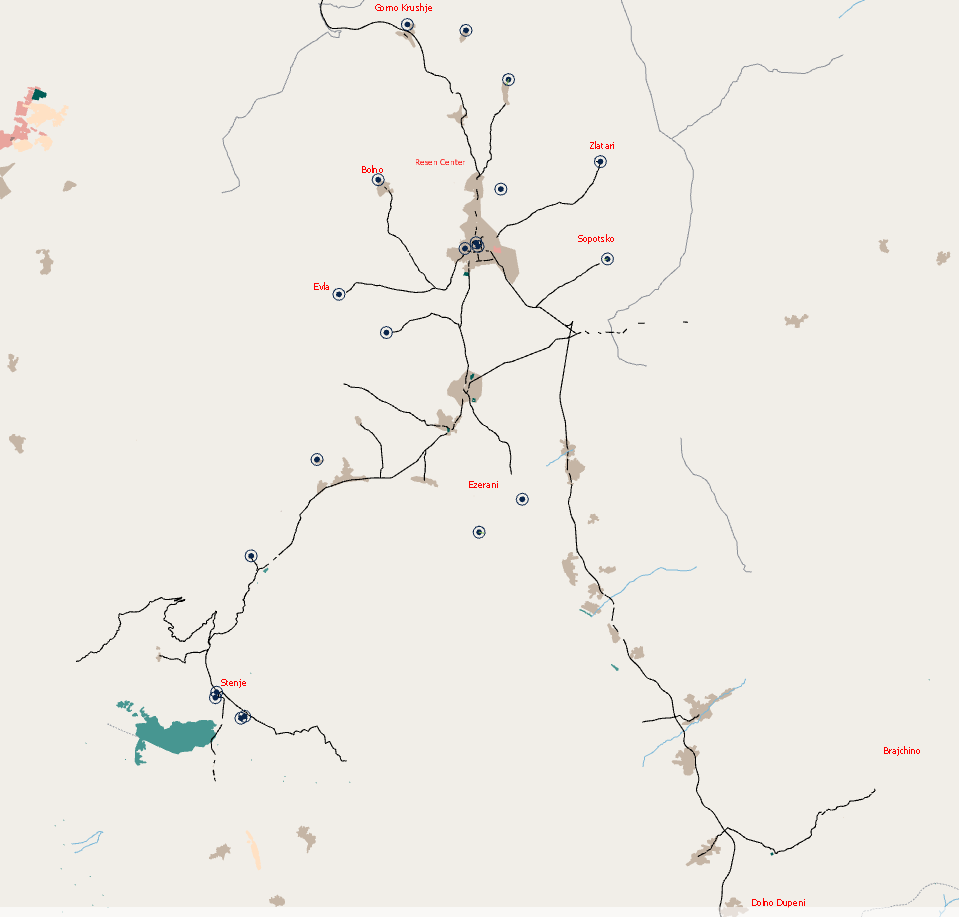 Gorno Krushje
Zlatari
Resen Center
Bolno
Sopotsko
Evla
Ezerani
Stenje
Brajchino
Dolno Dupeni